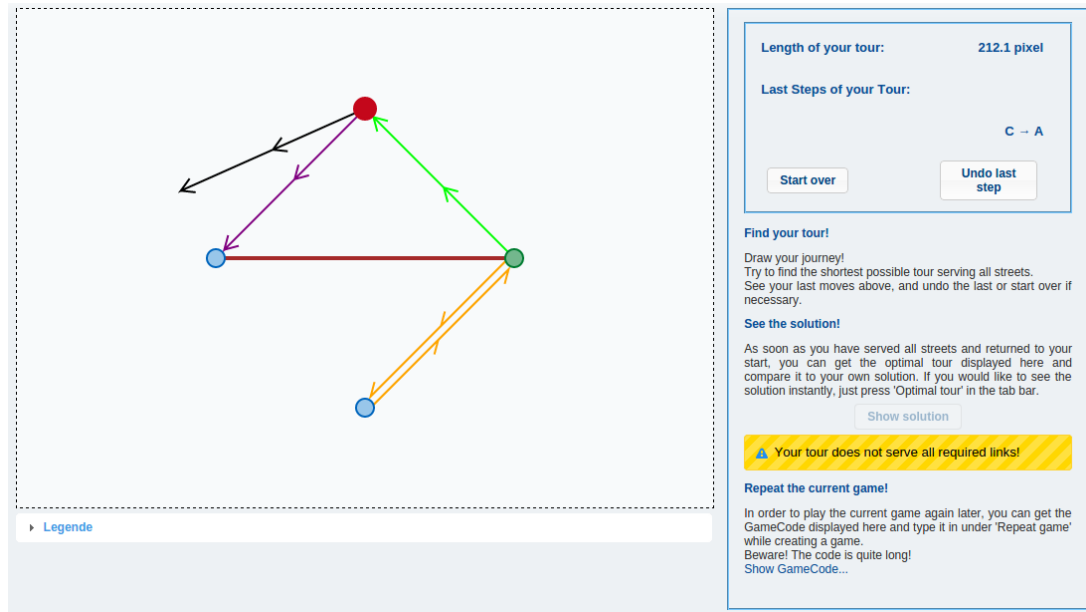 Length of your tour: 212.1 pixel
Last Steps of your Tour:
C → A
Start over
Undo last
step
Find your tour!
Draw your journey!
Try to find the shortest possible tour serving all streets.
See your last moves above, and undo the last or start over if
necessary.
See the solution!
As soon as you have served all streets and returned to your
start, you can get the optimal tour displayed here and
compare it to your own solution. If you would like to see the
solution instantly, just press 'Optimal tour' in the tab bar.
Show solution
Your tour does not serve all required links!
Repeat the current game!
In order to play the current game again later, you can get the
GameCode displayed here and type it in under 'Repeat game'
while creating a game.
Beware! The code is quite long!
Show GameCode...
Legende